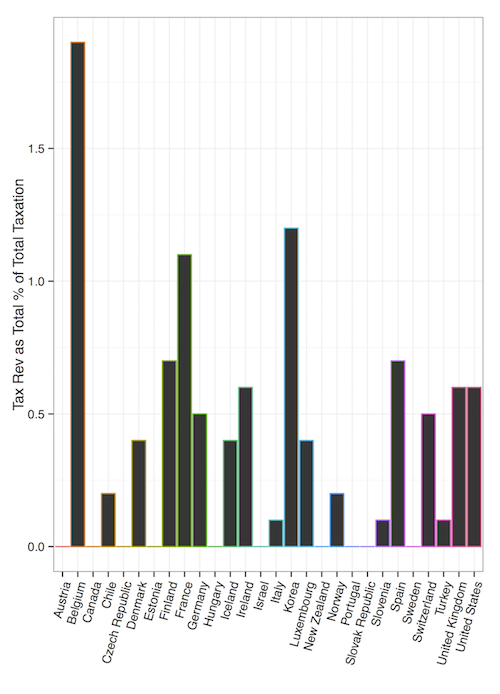 Tax Rev as Total % of Total Taxation
1.5
1.0
0.5
0.0
Austria
Belgium
Canada
Chile
Czech Republic
Denmark
Estonia
Finland
France
Germany
Hungary
Iceland
Ireland
Israel
Italy
Korea
Luxembourg
New Zealand
Norway
Portugal
Slovak Republic
Slovenia
Spain
Sweden
Switzerland
Turkey
United Kingdom
United States